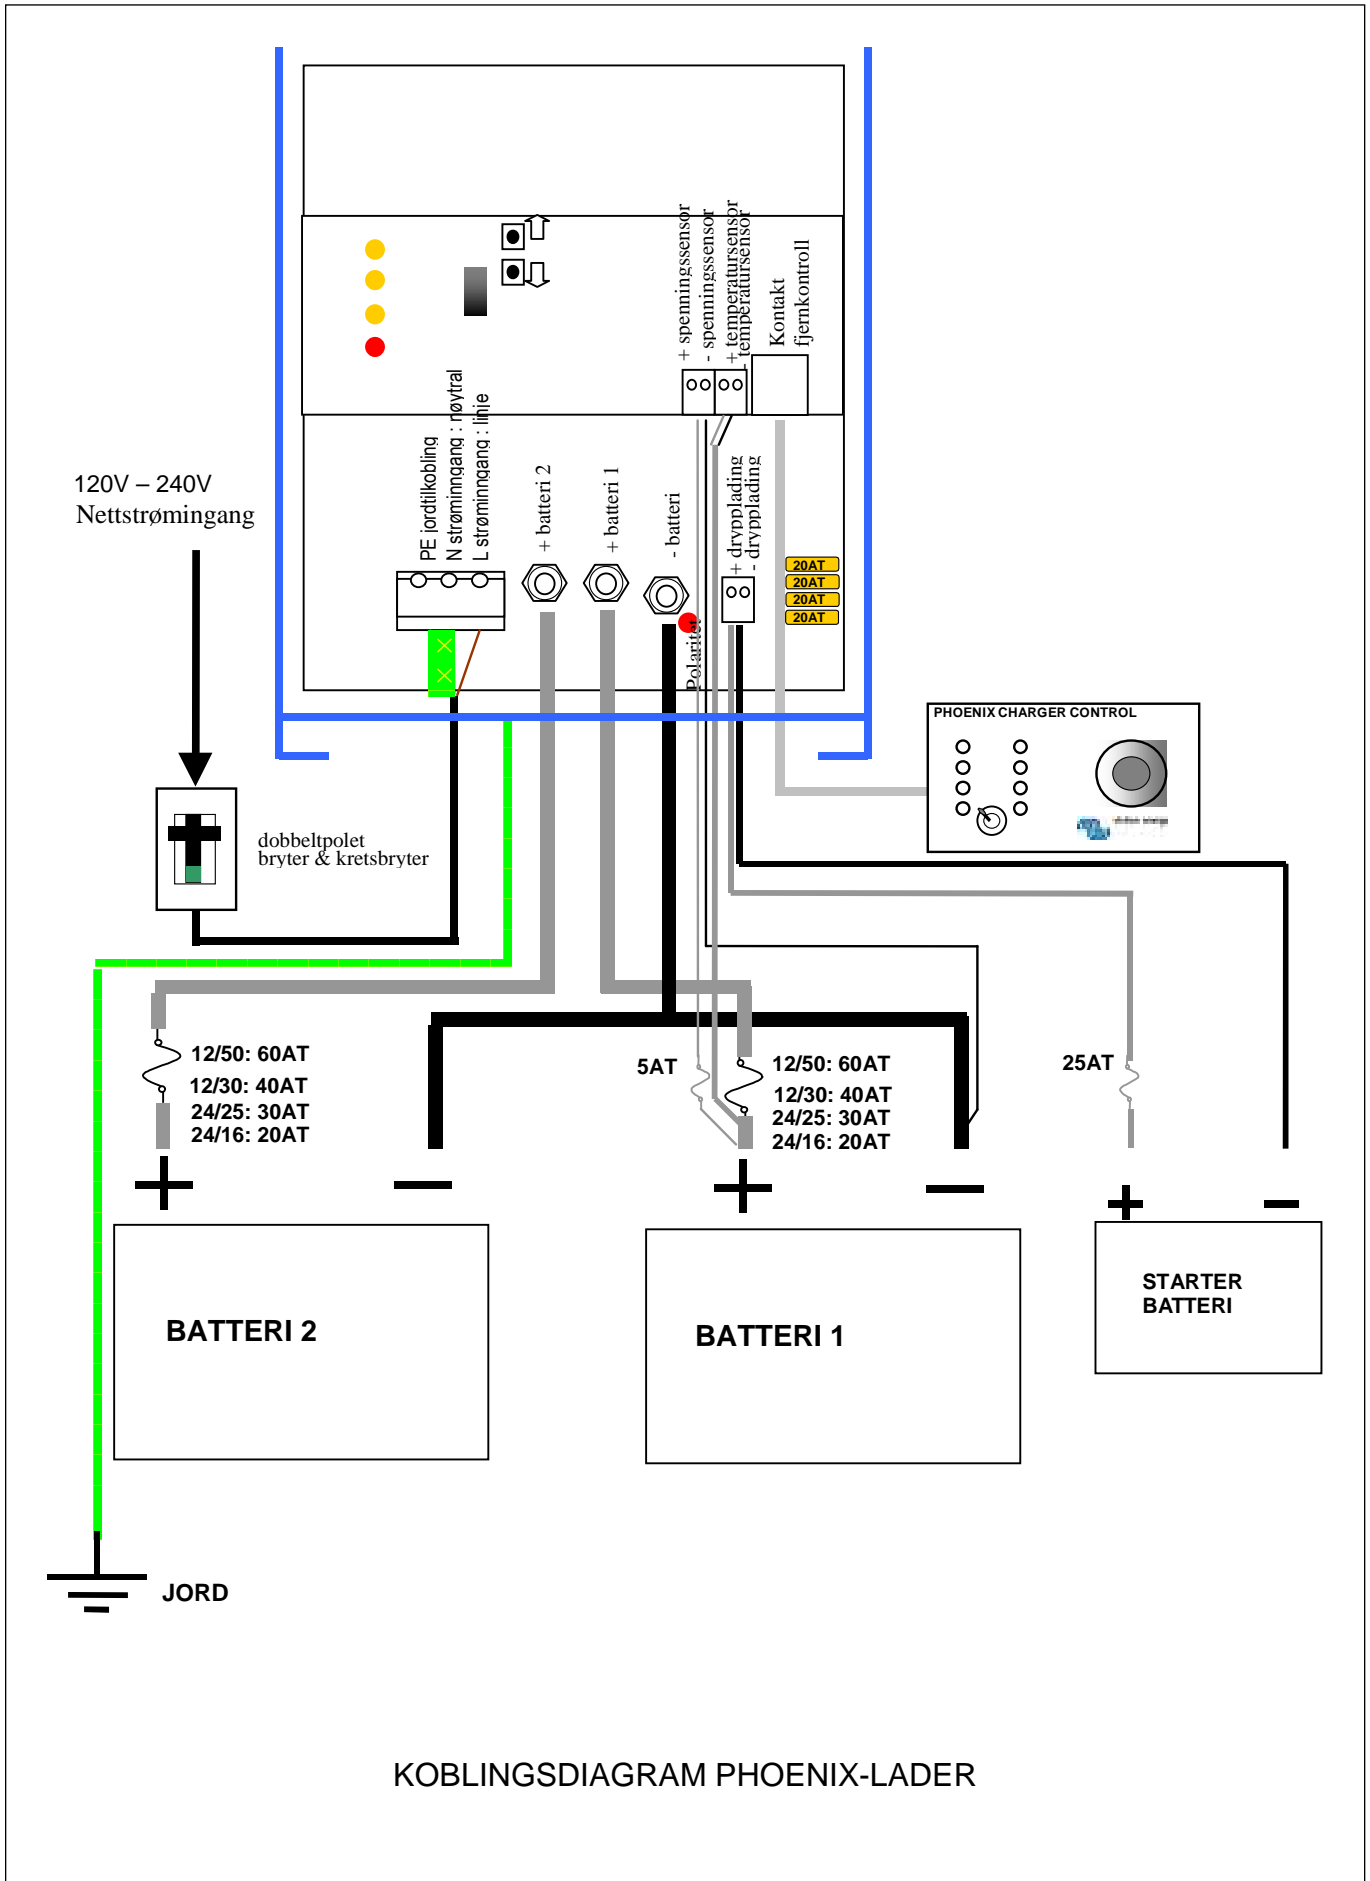 + spenningssensor
- spenningssensor
+ temperatursensor
- temperatursensor
Kontakt
fjernkontroll
PE jordtilkobling
N strøminngang : nøytral
L strøminngang : linje
+ batteri 2
+ batteri 1
- batteri
+ drypplading
- drypplading
120V – 240V
Nettstrømingang
20AT
20AT
20AT
20AT
Polaritet
PHOENIX CHARGER CONTROL
dobbeltpolet
bryter & kretsbryter
12/50: 60AT
12/30: 40AT
24/25: 30AT
24/16: 20AT
5AT
12/50: 60AT
12/30: 40AT
24/25: 30AT
24/16: 20AT
25AT
BATTERI 2
BATTERI 1
STARTER
BATTERI
JORD
KOBLINGSDIAGRAM PHOENIX-LADER